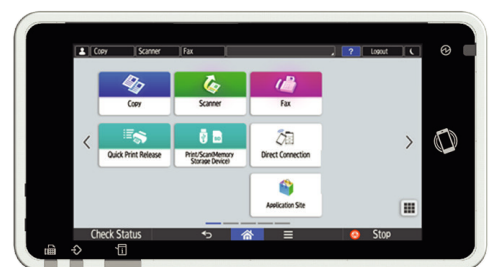 Copy Scanner Fax ? Logout
Copy Scanner Fax
Quick Print Release Print/Scan(Memory Storage Device) Direct Connection
Application Site
Check Status Stop